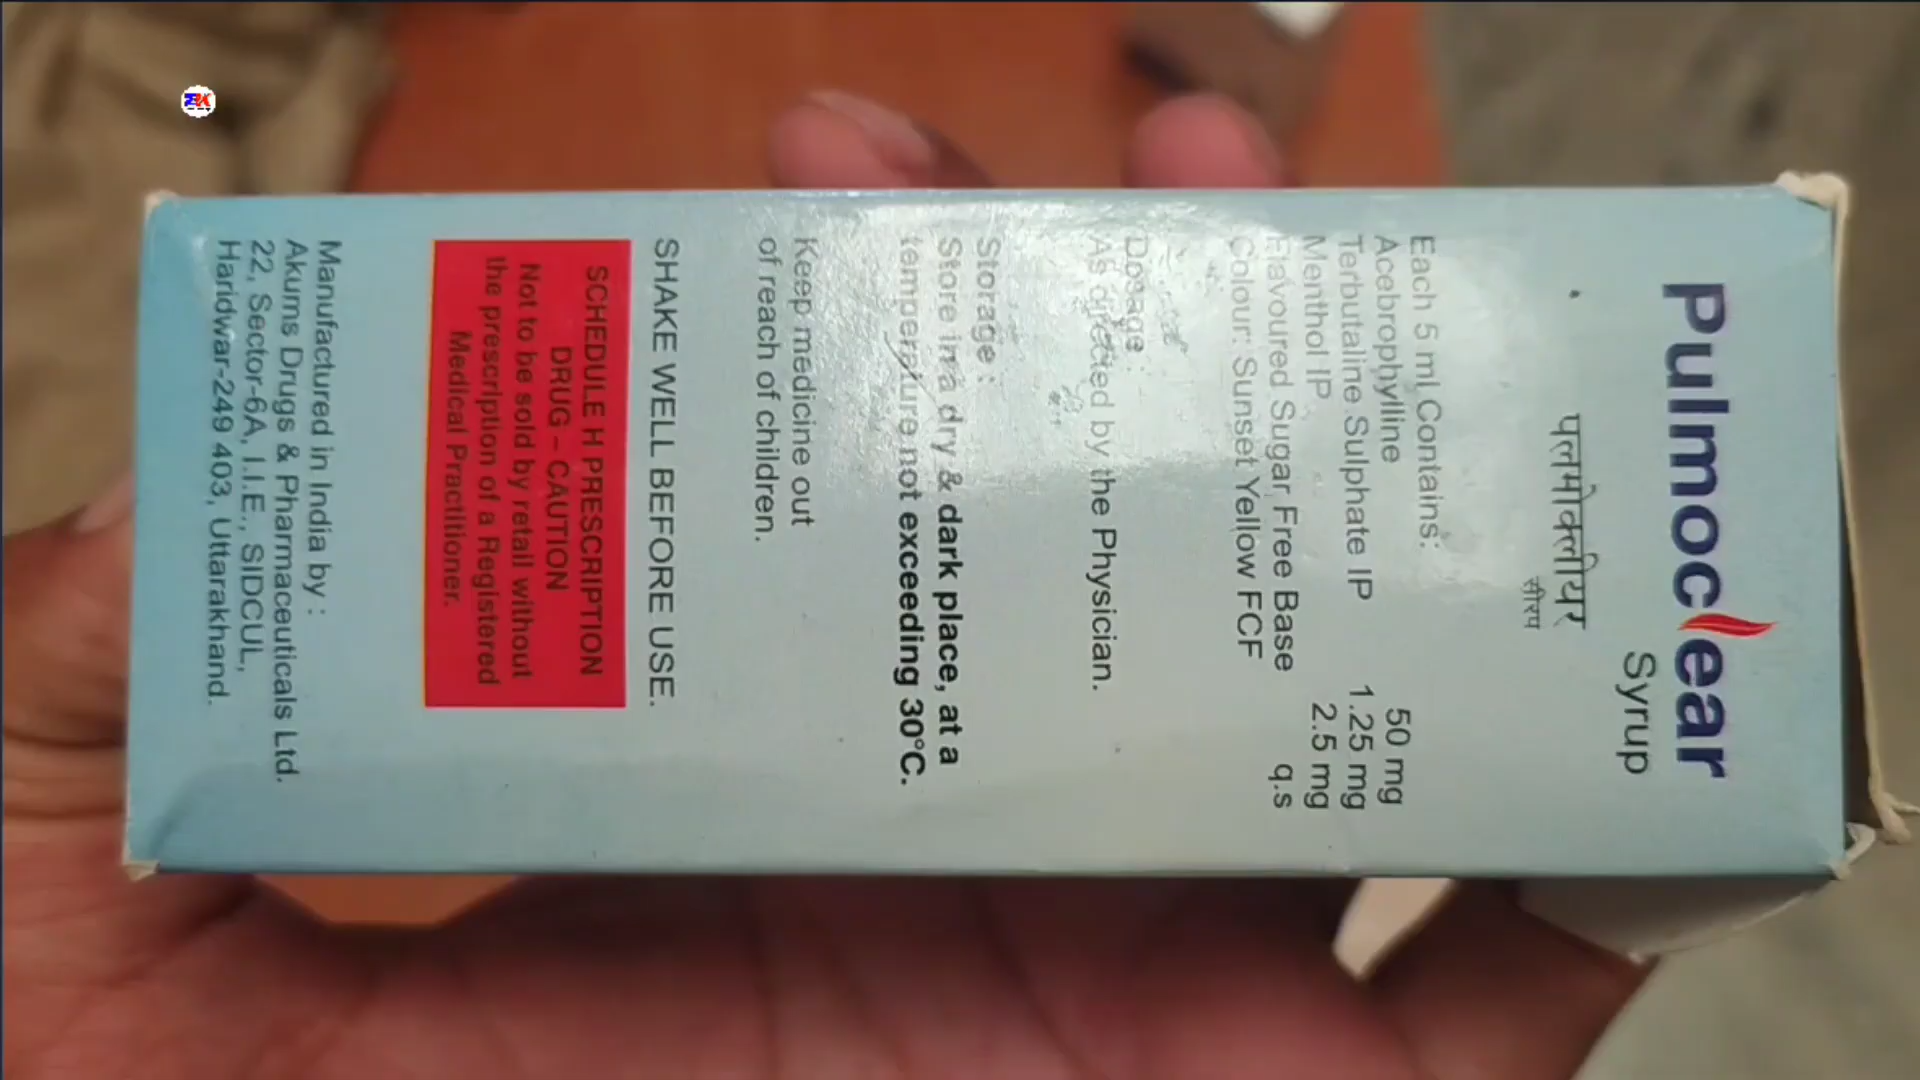 Pulmoclear
Syrup
पलमोक्लीयर
सीरप
Each 5 ml Contains:
Acebrophylline 50 mg
Terbutaline Sulphate IP 1.25 mg
Menthol IP 2.5 mg
Flavoured Sugar Free Base q.s
Colour: Sunset Yellow FCF
Dosage :
As directed by the Physician.
Storage :
Store in a dry & dark place, at a
temperature not exceeding 30°C.
Keep medicine out
of reach of children.
SHAKE WELL BEFORE USE.
SCHEDULE H PRESCRIPTION
DRUG – CAUTION
Not to be sold by retail without
the prescription of a Registered
Medical Practitioner.
Manufactured in India by :
Akums Drugs & Pharmaceuticals Ltd.
22, Sector-6A, I.I.E., SIDCUL,
Haridwar-249 403, Uttarakhand.